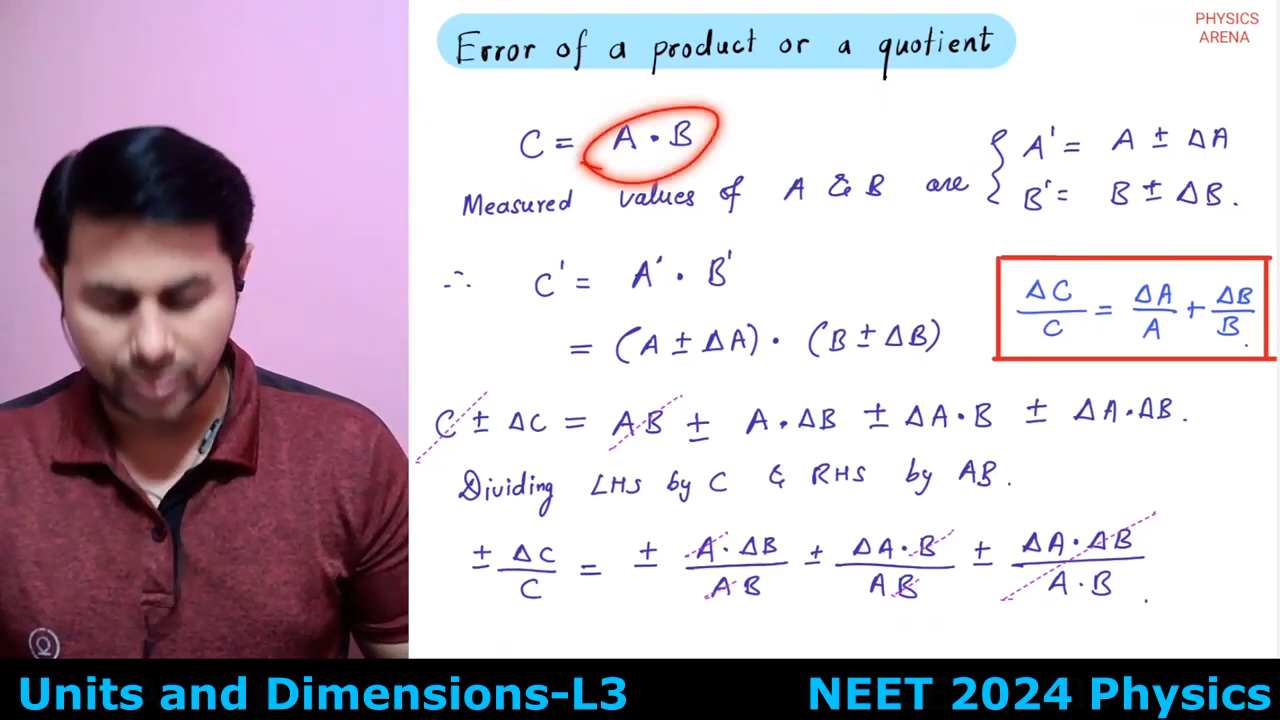 PHYSICS
ARENA
Error of a product or a quotient
C = A • B
Measured values of A & B are { A' = A ± ΔA
B' = B ± ΔB.
∴ C' = A' • B'
= (A ± ΔA) • (B ± ΔB)
ΔC/C = ΔA/A + ΔB/B.
C ± ΔC = AB ± A • ΔB ± ΔA • B ± ΔA • ΔB.
Dividing LHS by C & RHS by AB.
± ΔC/C = ± A • ΔB/AB ± ΔA • B/AB ± ΔA • ΔB/A • B.
Units and Dimensions-L3
NEET 2024 Physics